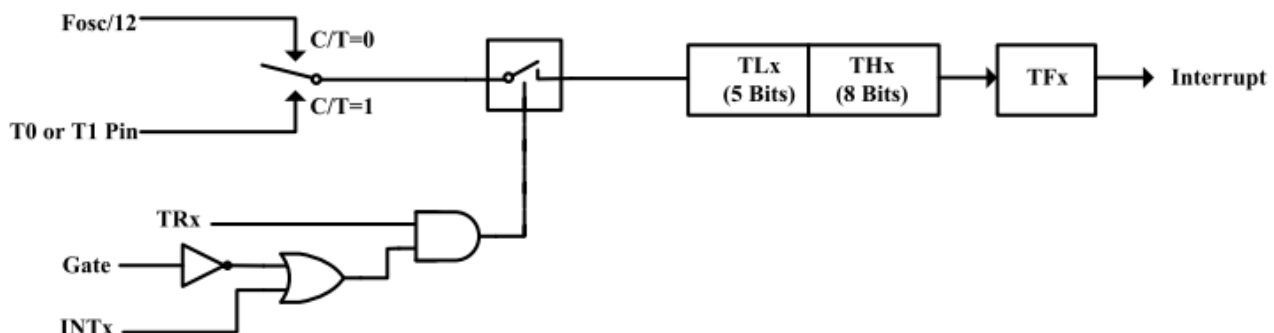 Fosc/12
C/T=0
C/T=1
T0 or T1 Pin
TLx
(5 Bits)
THx
(8 Bits)
TFx
Interrupt
TRx
Gate
INTx